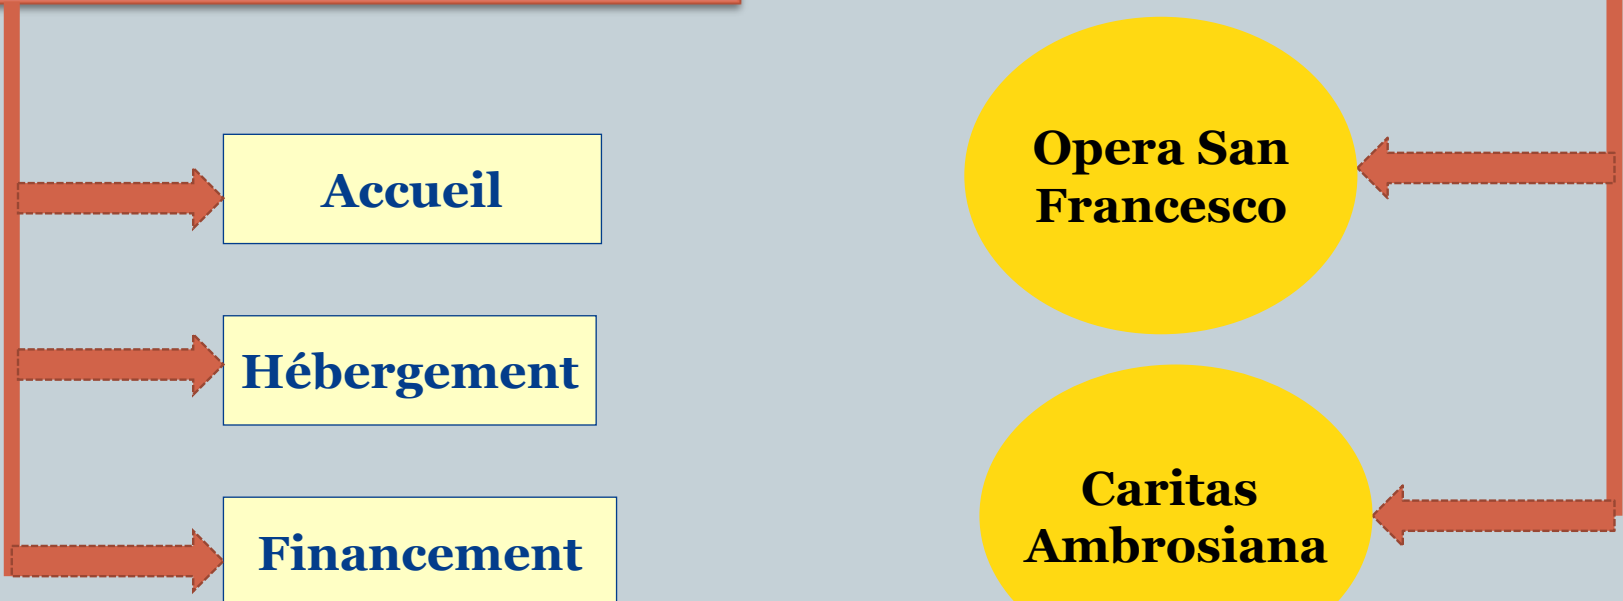 Accueil
Hébergement
Financement
Opera San
Francesco
Caritas
Ambrosiana